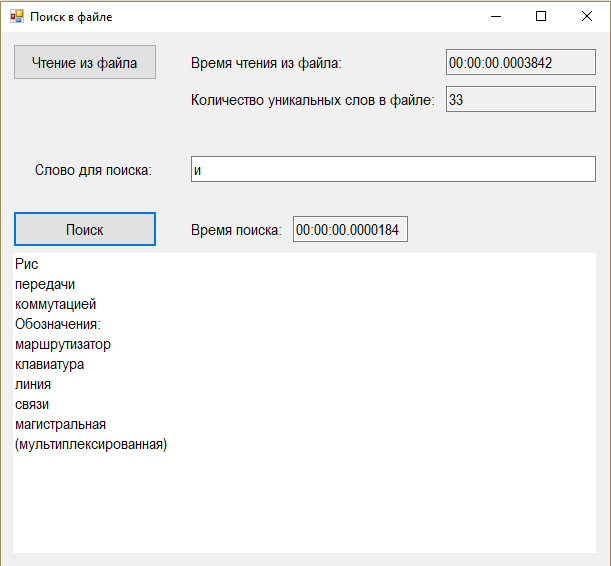 Поиск в файле
Чтение из файла
Время чтения из файла:
00:00:00.0003842
Количество уникальных слов в файле:
33
Слово для поиска:
и
Поиск
Время поиска:
00:00:00.0000184
Рис
передачи
коммутацией
Обозначения:
маршрутизатор
клавиатура
линия
связи
магистральная
(мультиплексированная)